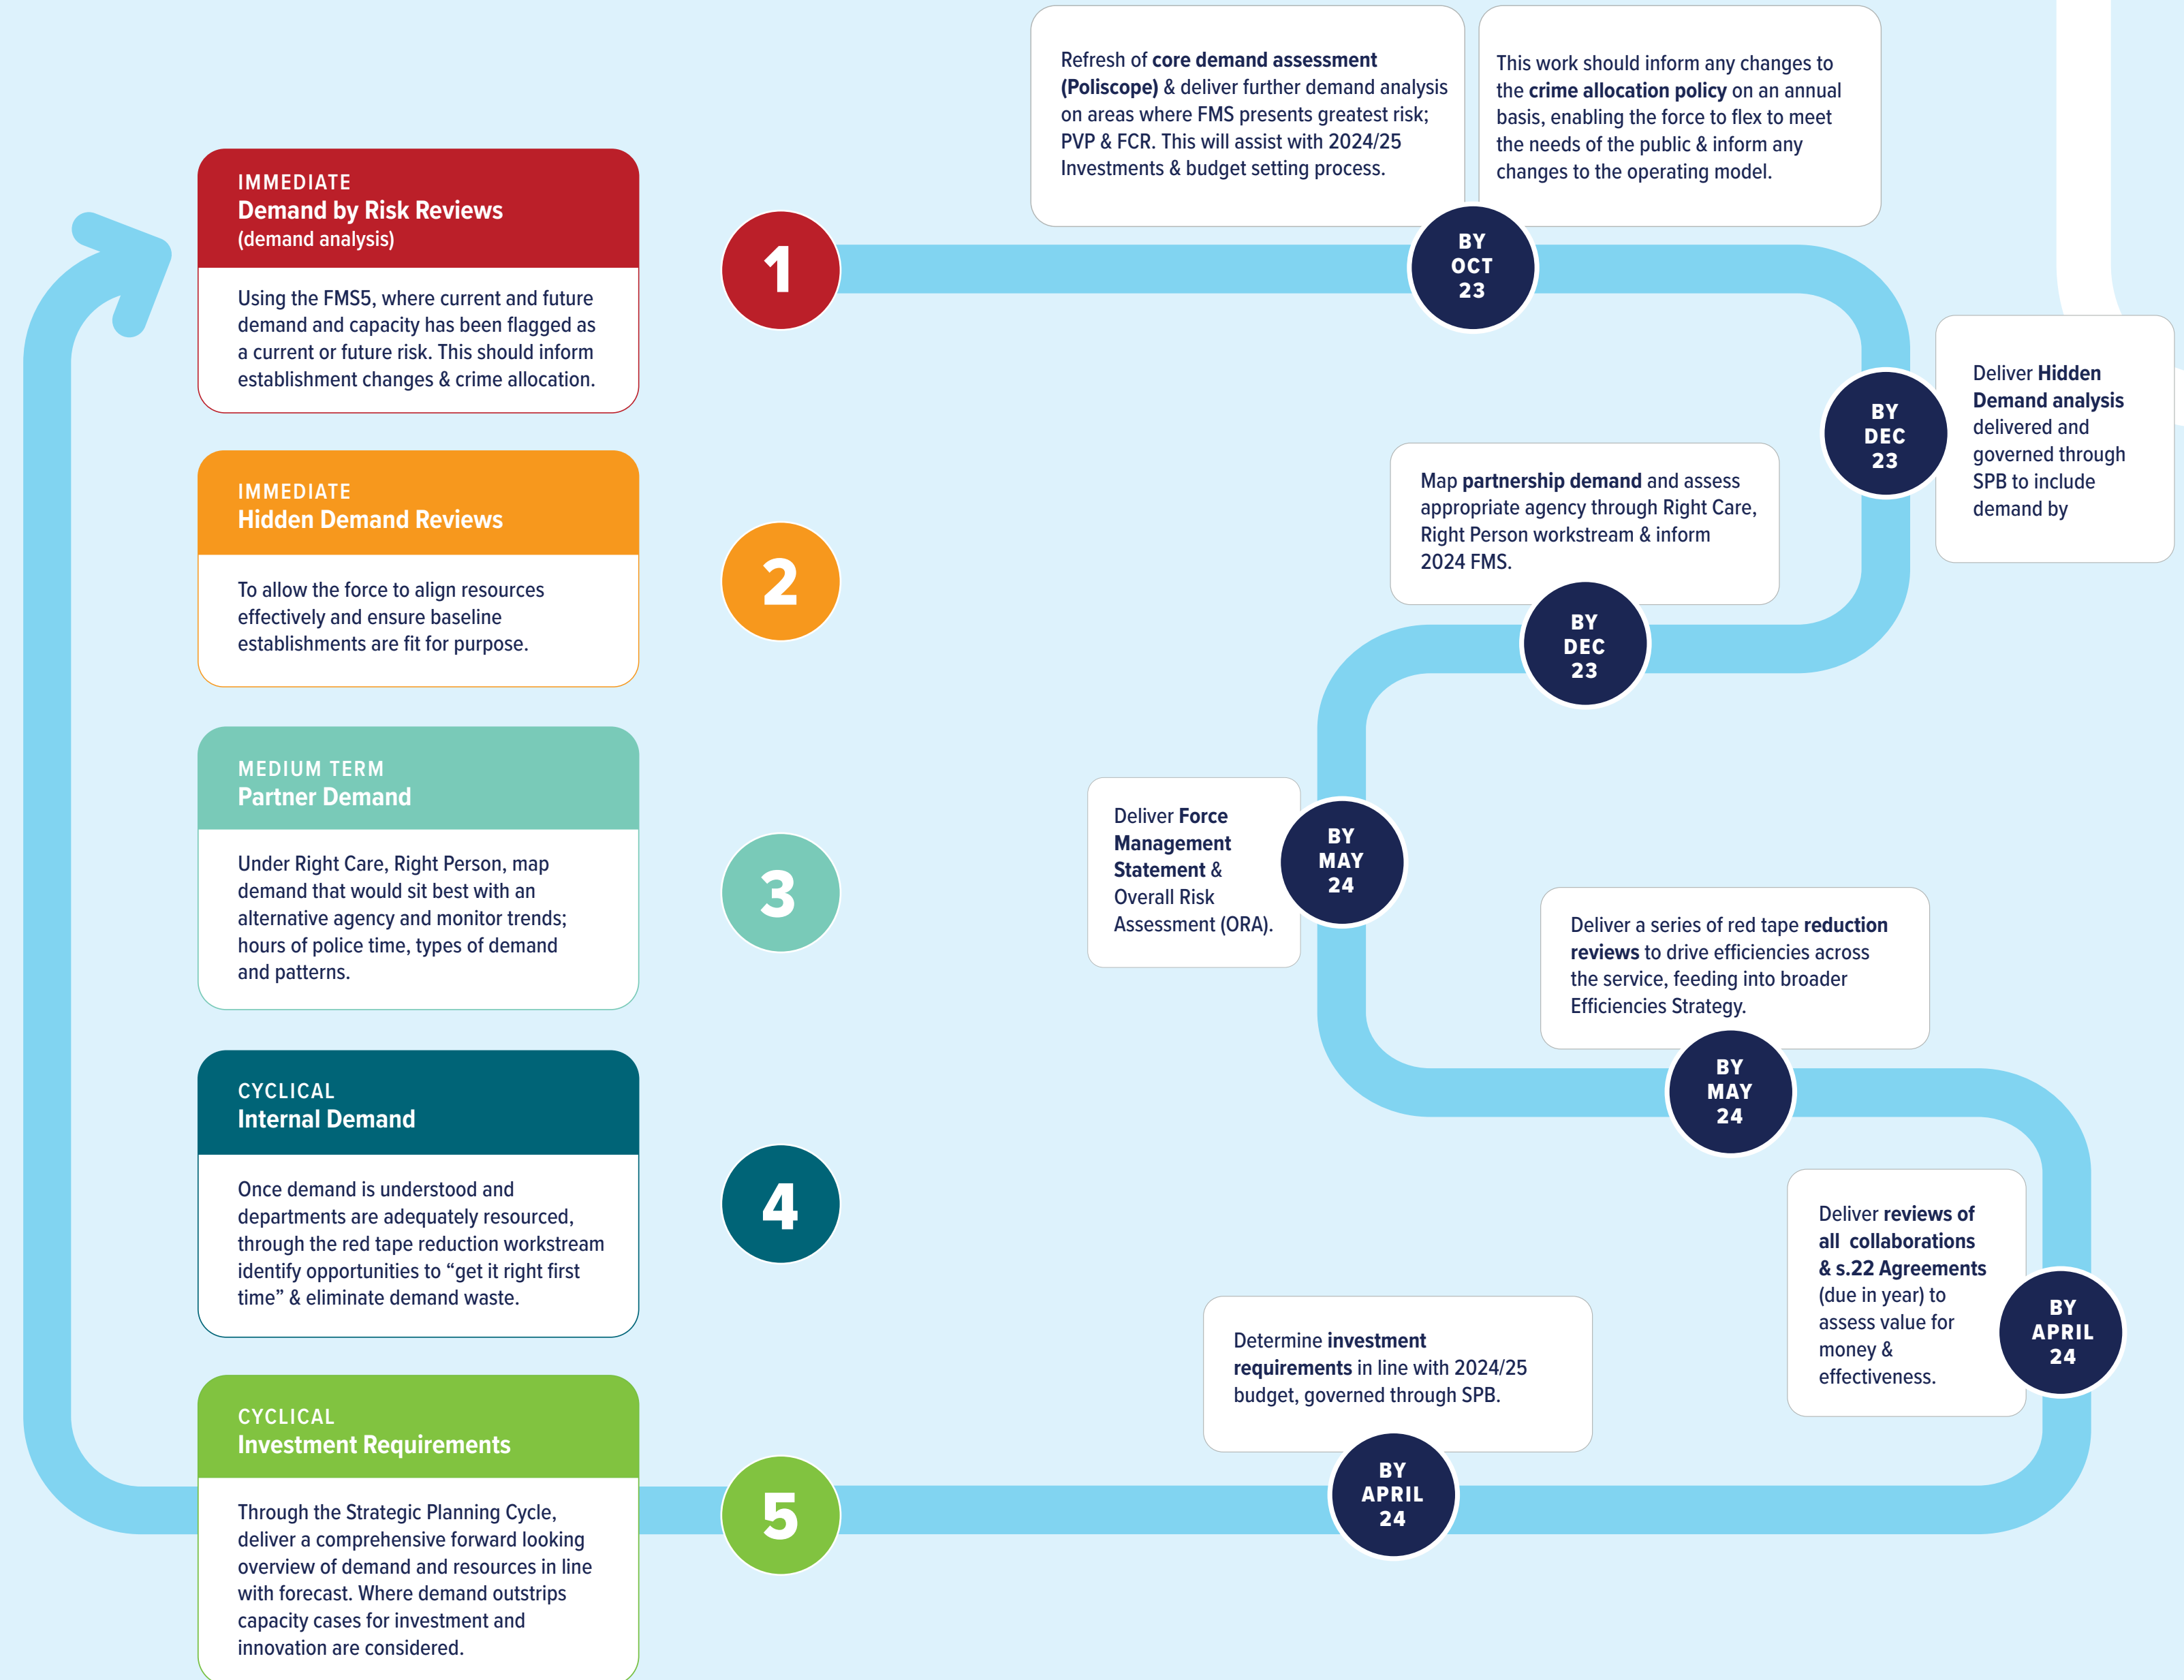 IMMEDIATE
Demand by Risk Reviews
(demand analysis)
Using the FMS5, where current and future
demand and capacity has been flagged as
a current or future risk. This should inform
establishment changes & crime allocation.
1
IMMEDIATE
Hidden Demand Reviews
To allow the force to align resources
effectively and ensure baseline
establishments are fit for purpose.
2
MEDIUM TERM
Partner Demand
Under Right Care, Right Person, map
demand that would sit best with an
alternative agency and monitor trends;
hours of police time, types of demand
and patterns.
3
CYCLICAL
Internal Demand
Once demand is understood and
departments are adequately resourced,
through the red tape reduction workstream
identify opportunities to “get it right first
time” & eliminate demand waste.
4
CYCLICAL
Investment Requirements
Through the Strategic Planning Cycle,
deliver a comprehensive forward looking
overview of demand and resources in line
with forecast. Where demand outstrips
capacity cases for investment and
innovation are considered.
5
Refresh of core demand assessment
(Poliscope) & deliver further demand analysis
on areas where FMS presents greatest risk;
PVP & FCR. This will assist with 2024/25
Investments & budget setting process.
This work should inform any changes to
the crime allocation policy on an annual
basis, enabling the force to flex to meet
the needs of the public & inform any
changes to the operating model.
BY
OCT
23
Deliver Hidden
Demand analysis
delivered and
governed through
SPB to include
demand by
BY
DEC
23
Map partnership demand and assess
appropriate agency through Right Care,
Right Person workstream & inform
2024 FMS.
BY
DEC
23
Deliver Force
Management
Statement &
Overall Risk
Assessment (ORA).
BY
MAY
24
Deliver a series of red tape reduction
reviews to drive efficiencies across
the service, feeding into broader
Efficiencies Strategy.
BY
MAY
24
Deliver reviews of
all collaborations
& s.22 Agreements
(due in year) to
assess value for
money &
effectiveness.
BY
APRIL
24
Determine investment
requirements in line with 2024/25
budget, governed through SPB.
BY
APRIL
24